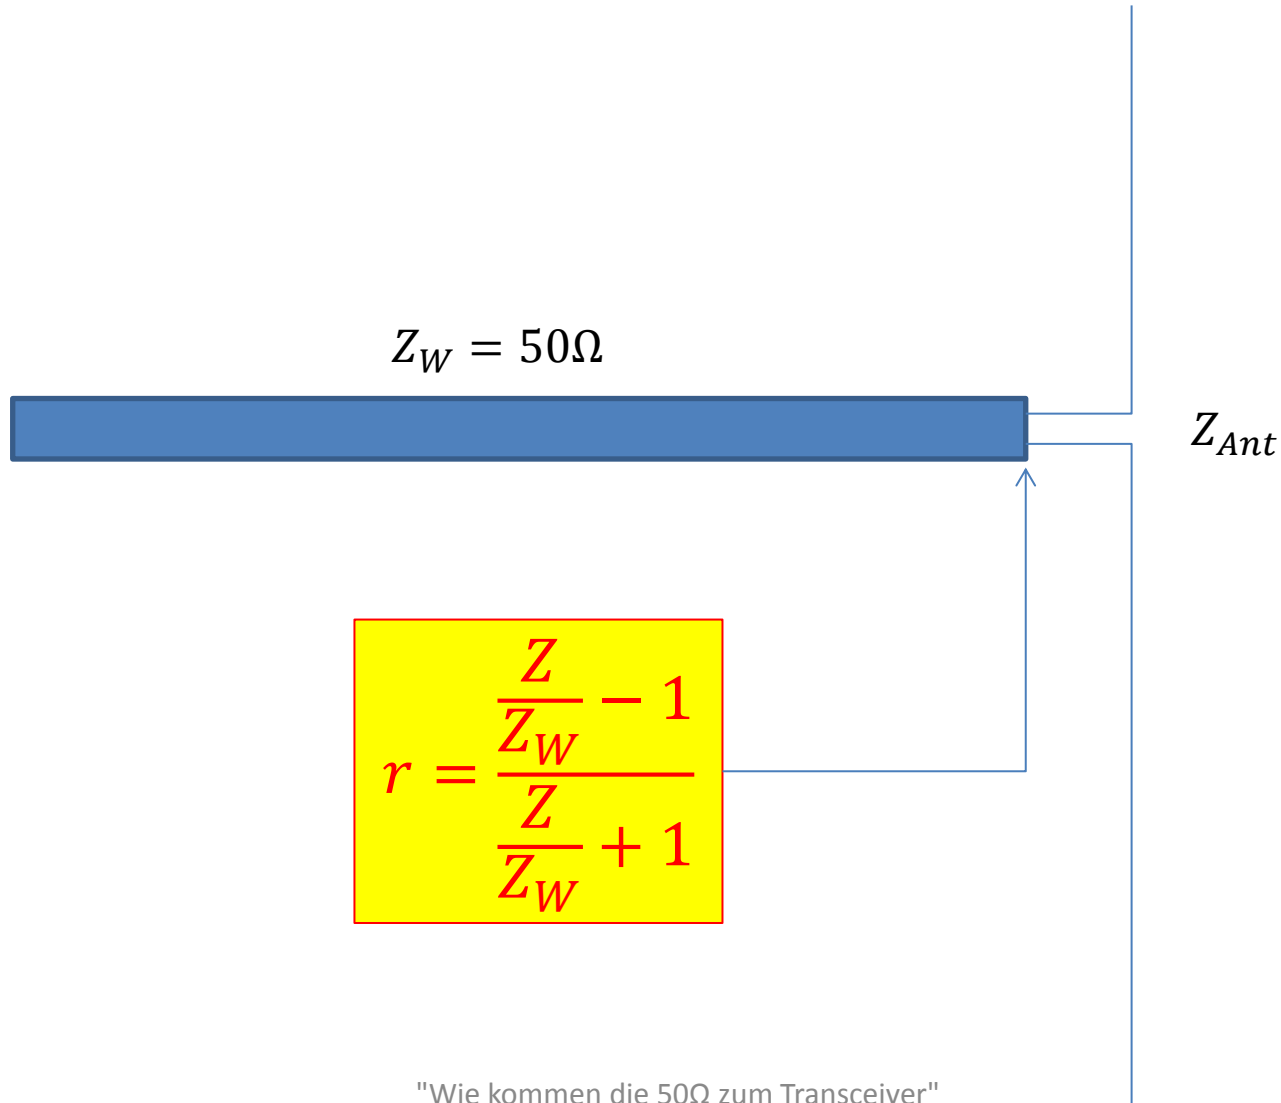 Z_W = 50Ω
Z_Ant
r = (Z/Z_W − 1)/(Z/Z_W + 1)
"Wie kommen die 50Ω zum Transceiver"